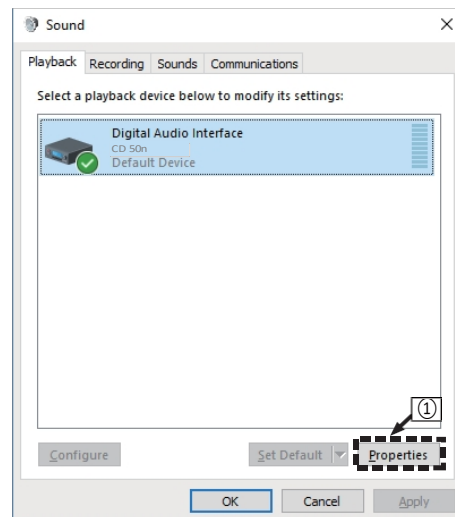 Sound
Playback Recording Sounds Communications
Select a playback device below to modify its settings:
Digital Audio Interface
CD 50n
Default Device
①
Configure Set Default Properties
OK Cancel Apply